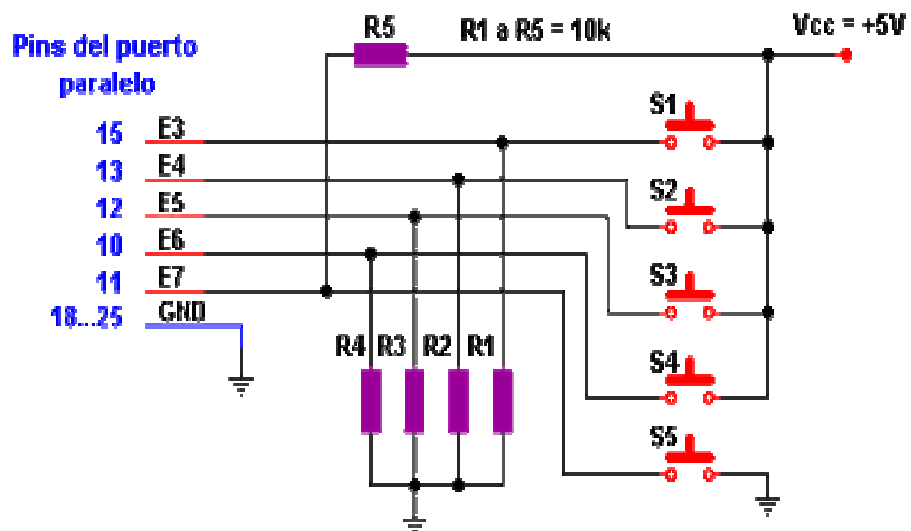 Pins del puerto
paralelo
R5
R1 a R5 = 10k
Vcc = +5V
15 E3
13 E4
12 E5
10 E6
11 E7
18...25 GND
S1
S2
S3
S4
S5
R4 R3 R2 R1